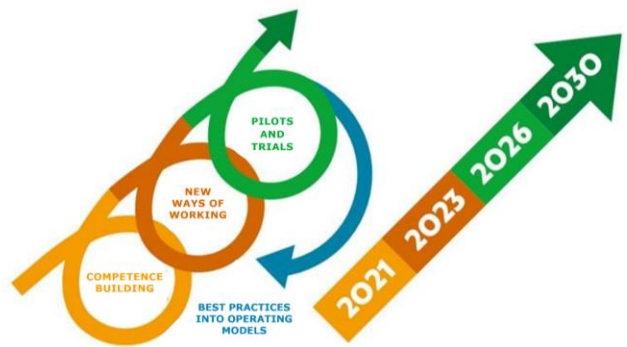 PILOTS
AND
TRIALS
NEW
WAYS OF
WORKING
COMPETENCE
BUILDING
BEST PRACTICES
INTO OPERATING
MODELS
2021
2023
2026
2030